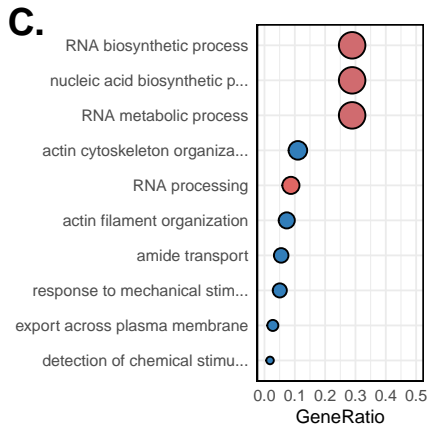 C.
RNA biosynthetic process
nucleic acid biosynthetic p...
RNA metabolic process
actin cytoskeleton organiza...
RNA processing
actin filament organization
amide transport
response to mechanical stim...
export across plasma membrane
detection of chemical stimu...
0.0 0.1 0.2 0.3 0.4 0.5
GeneRatio